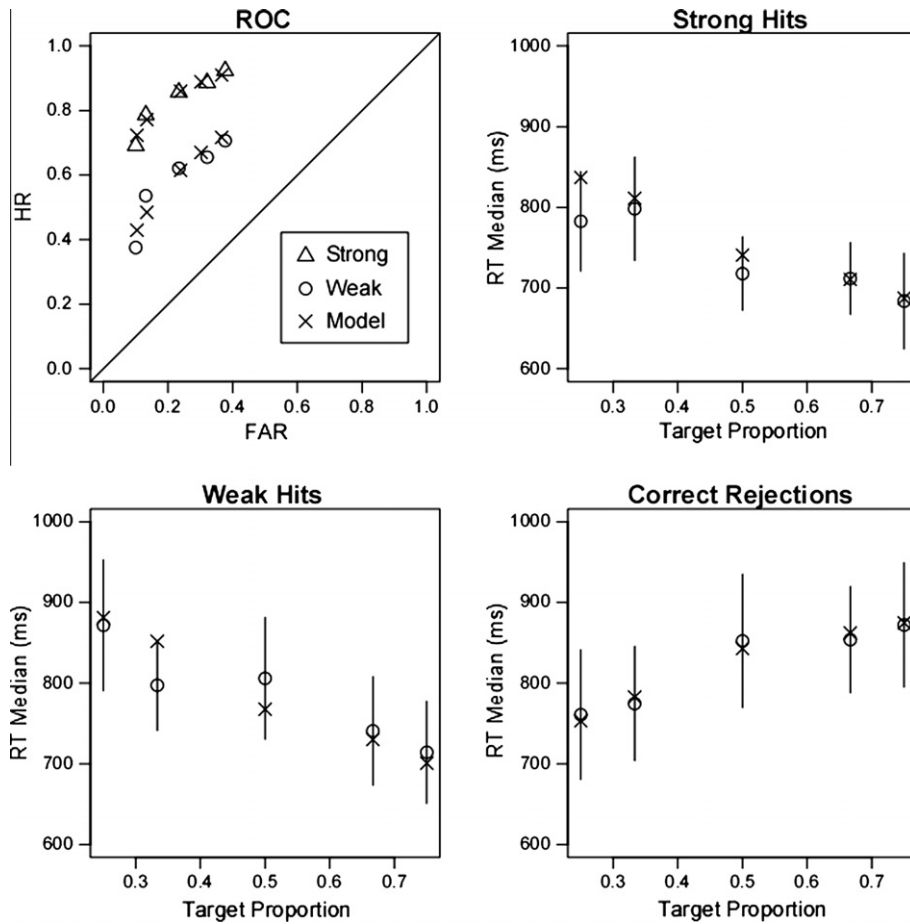 ROC
1.0
0.8
0.6
0.4
0.2
0.0
HR
Strong
Weak
Model
0.0 0.2 0.4 0.6 0.8 1.0
FAR
Strong Hits
1000
900
800
700
600
RT Median (ms)
0.3 0.4 0.5 0.6 0.7
Target Proportion
Weak Hits
1000
900
800
700
600
RT Median (ms)
0.3 0.4 0.5 0.6 0.7
Target Proportion
Correct Rejections
1000
900
800
700
600
RT Median (ms)
0.3 0.4 0.5 0.6 0.7
Target Proportion